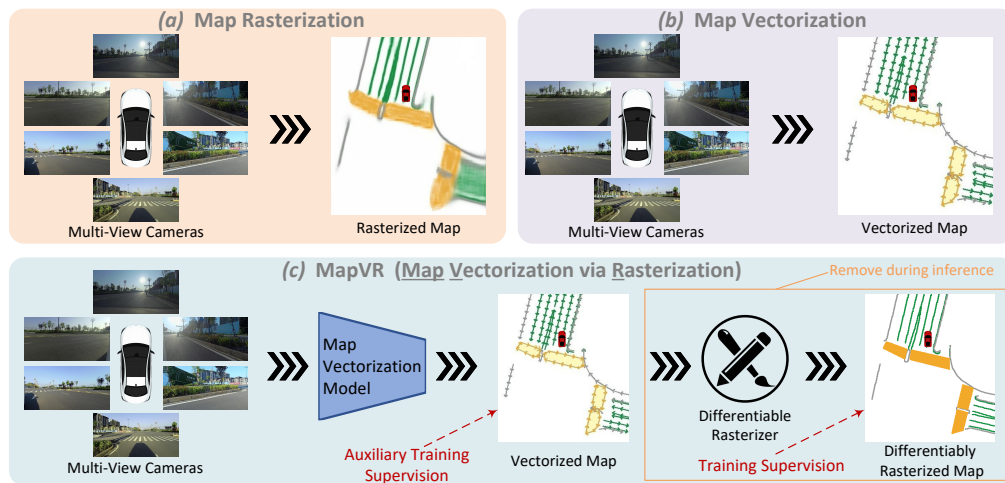 (a) Map Rasterization
Multi-View Cameras
Rasterized Map
(b) Map Vectorization
Multi-View Cameras
Vectorized Map
(c) MapVR (Map Vectorization via Rasterization)
Remove during inference
Map
Vectorization
Model
Differentiable
Rasterizer
Auxiliary Training
Supervision
Training Supervision
Multi-View Cameras
Vectorized Map
Differentiably
Rasterized Map